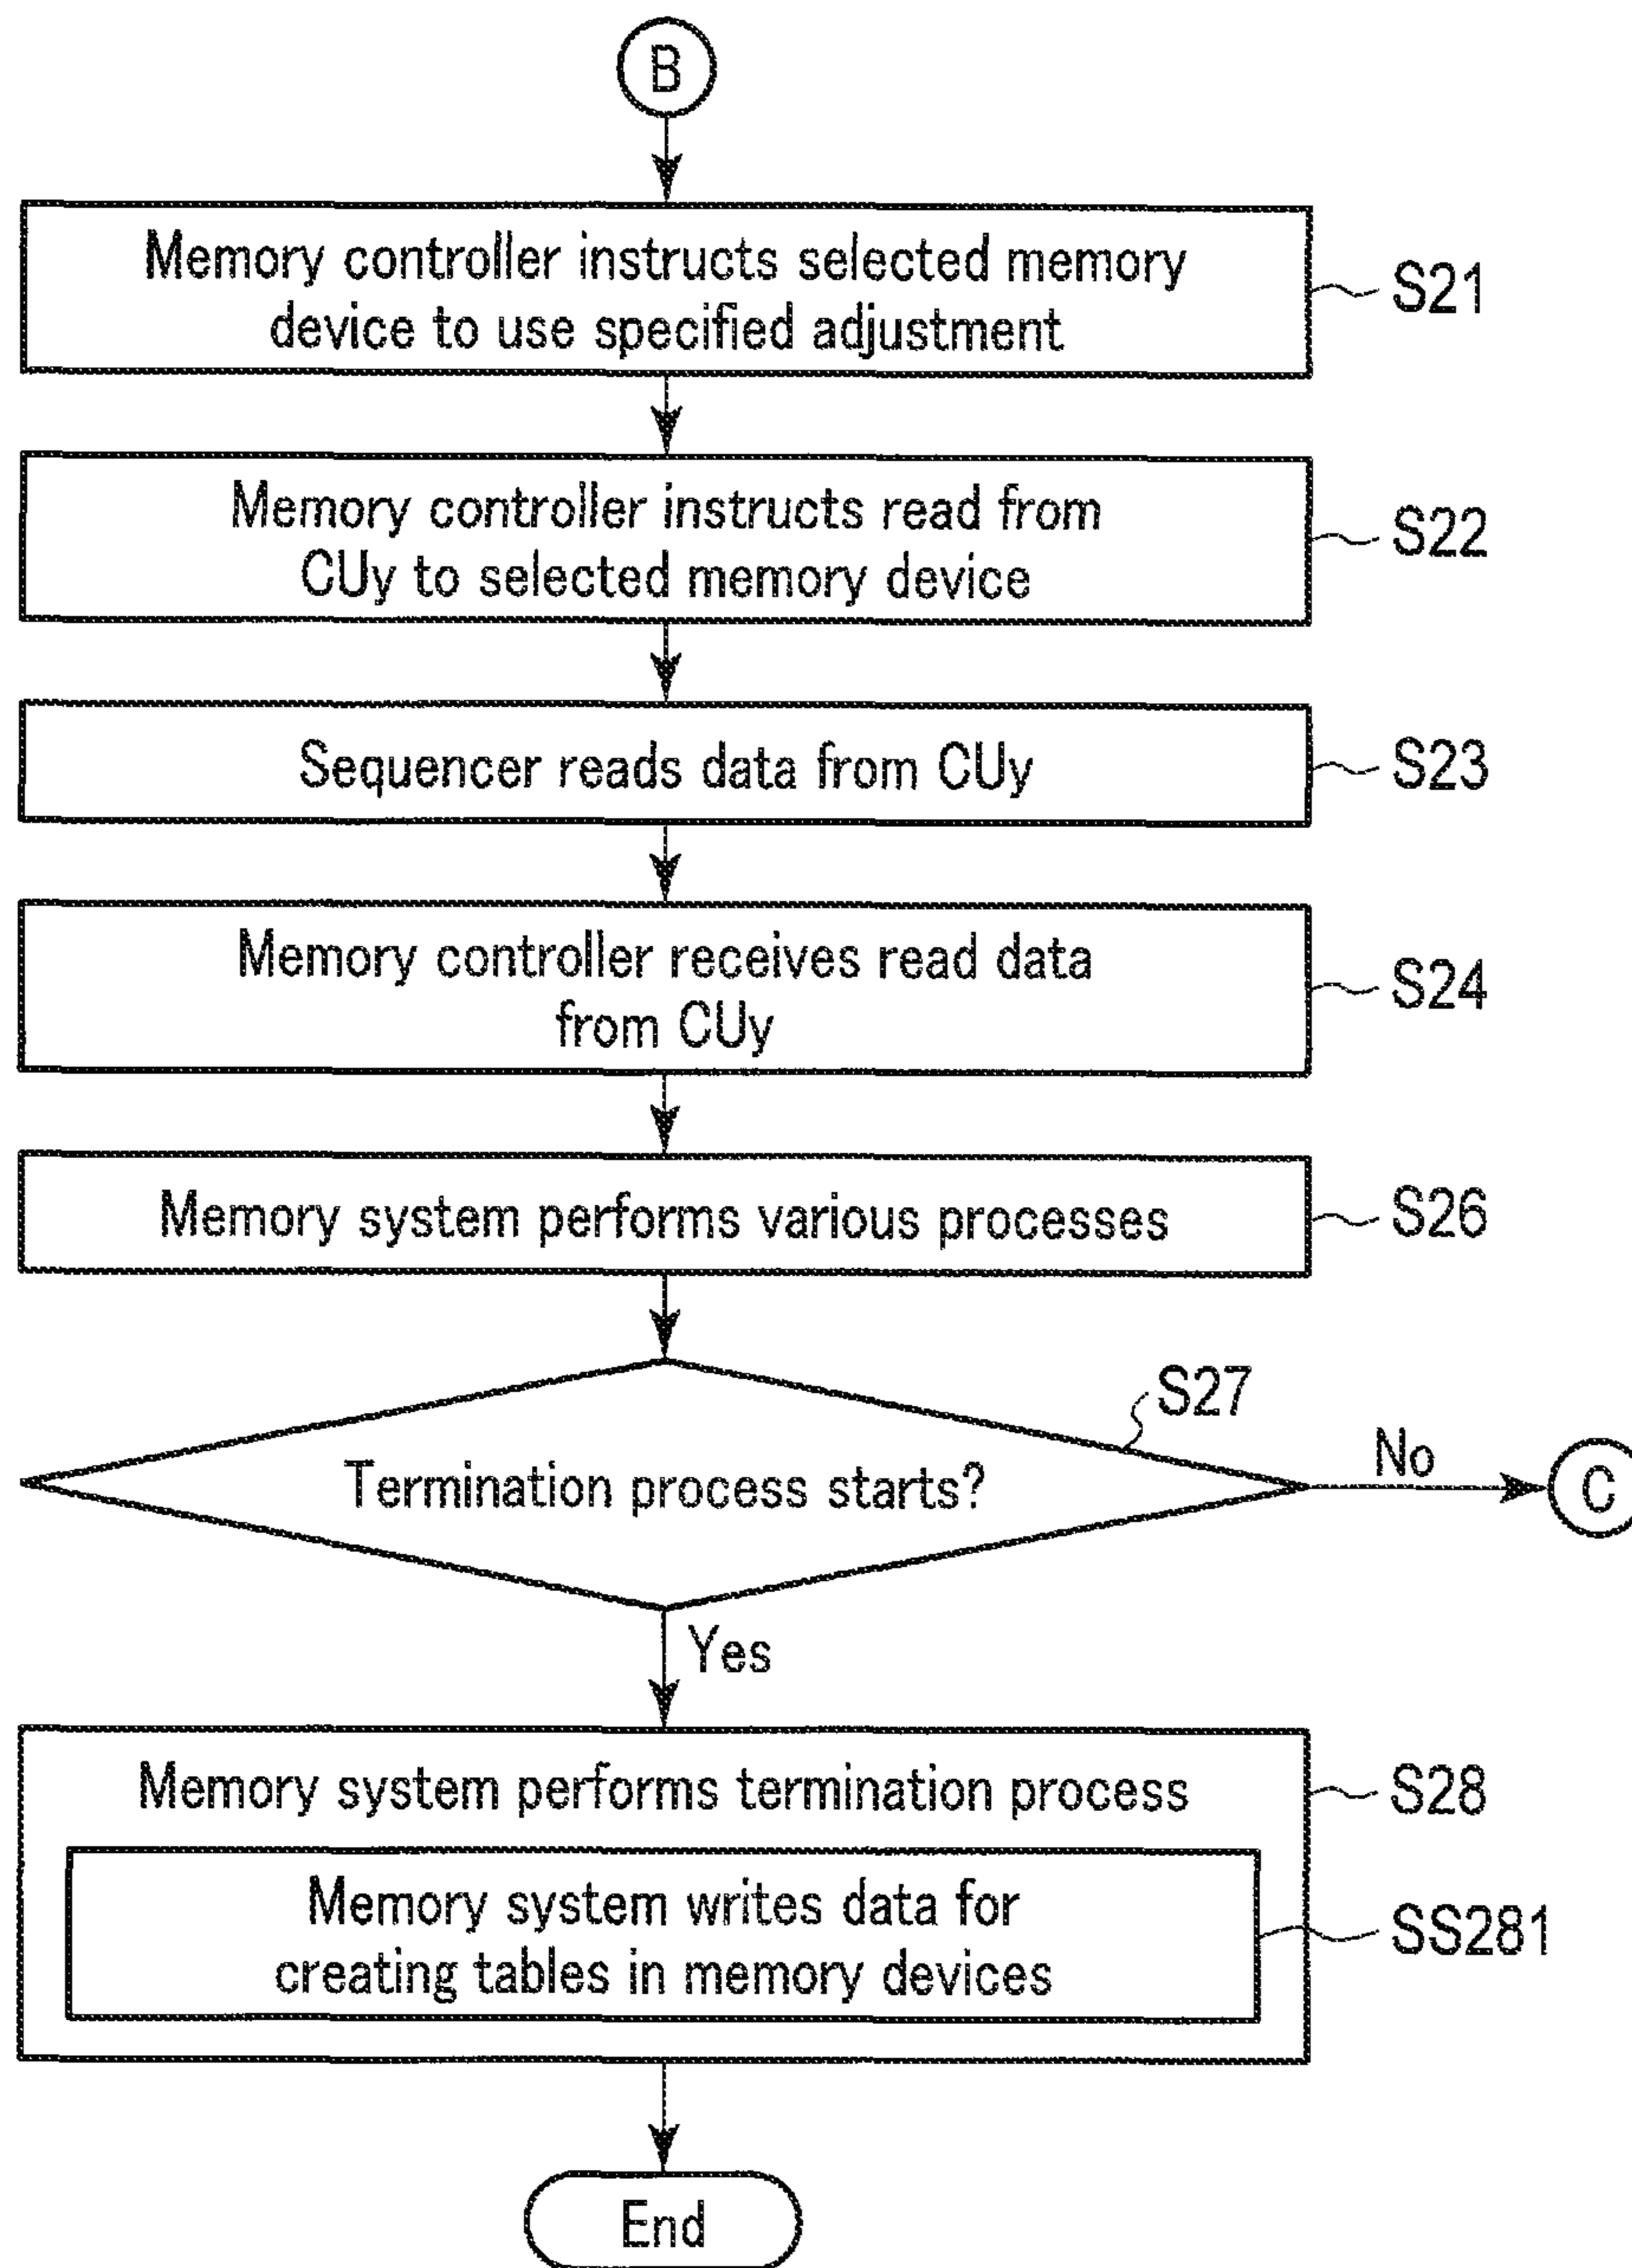 B
Memory controller instructs selected memory
device to use specified adjustment
S21
Memory controller instructs read from
CUy to selected memory device
S22
Sequencer reads data from CUy
S23
Memory controller receives read data
from CUy
S24
Memory system performs various processes
S26
S27
Termination process starts?
No
C
Yes
Memory system performs termination process
S28
Memory system writes data for
creating tables in memory devices
SS281
End